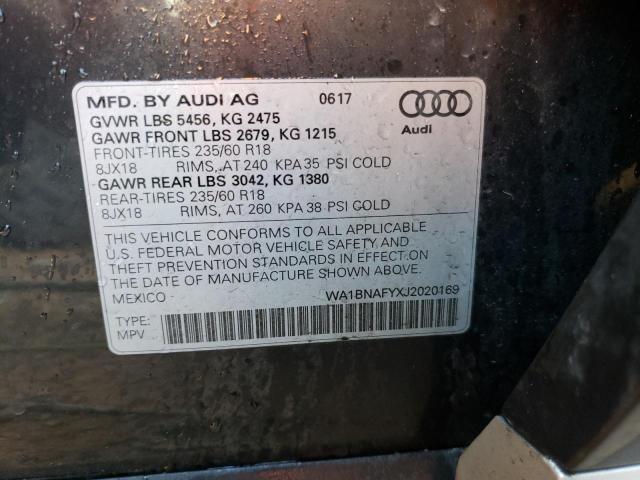 MFD. BY AUDI AG 0617
GVWR LBS 5456, KG 2475
GAWR FRONT LBS 2679, KG 1215
Audi
FRONT-TIRES 235/60 R18
8JX18 RIMS, AT 240 KPA 35 PSI COLD
GAWR REAR LBS 3042, KG 1380
REAR-TIRES 235/60 R18
8JX18 RIMS, AT 260 KPA 38 PSI COLD
THIS VEHICLE CONFORMS TO ALL APPLICABLE
U.S. FEDERAL MOTOR VEHICLE SAFETY AND
THEFT PREVENTION STANDARDS IN EFFECT ON
THE DATE OF MANUFACTURE SHOWN ABOVE.
MEXICO WA1BNAFYXJ2020169
TYPE:
MPV